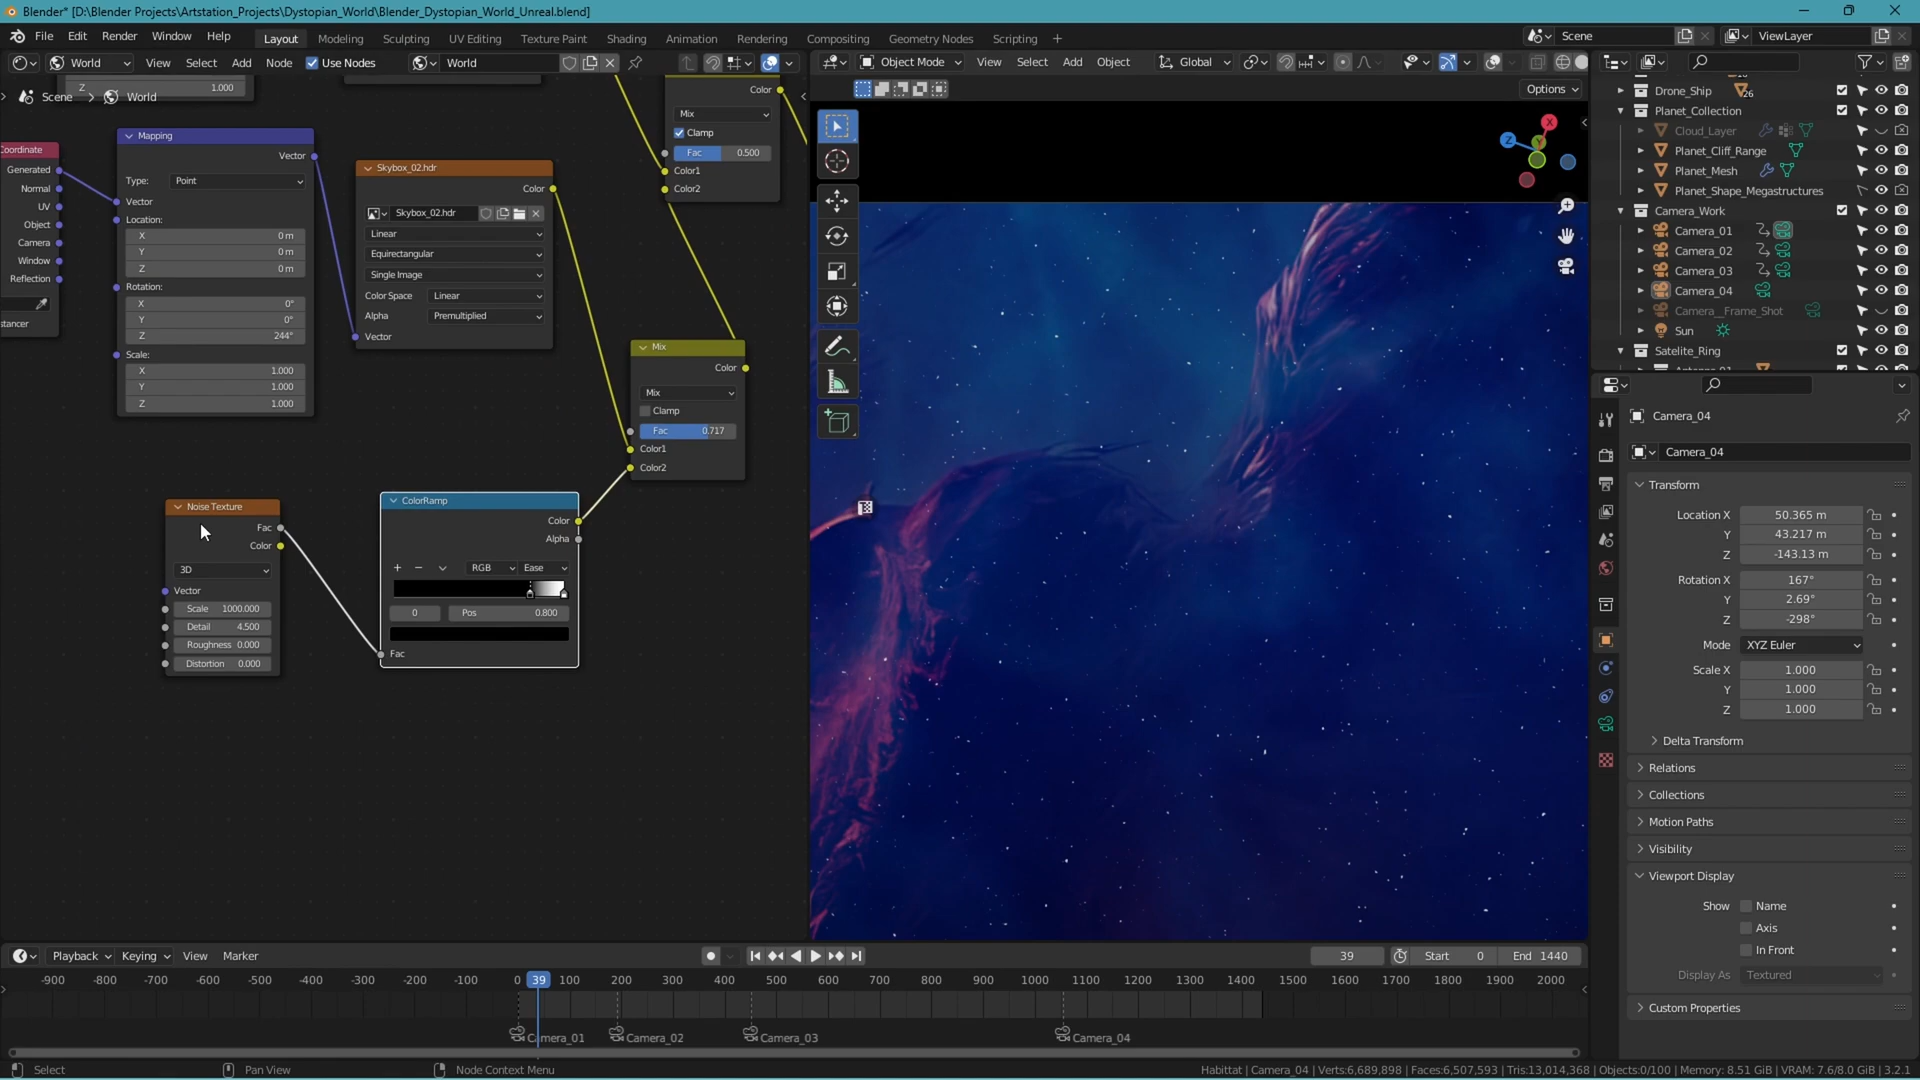 Blender* [D:\Blender Projects\Artstation_Projects\Dystopian_World\Blender_Dystopian_World_Unreal.blend]
File Edit Render Window Help Layout Modeling Sculpting UV Editing Texture Paint Shading Animation Rendering Compositing Geometry Nodes Scripting + Scene ViewLayer
World View Select Add Node Use Nodes World Object Mode View Select Add Object Global
Options
Z 1.000
Scene > World
Color
Mix
Clamp
Fac 0.500
Color1
Color2
Coordinate
Generated
Normal
UV
Object
Camera
Window
Reflection
stancer
Mapping
Vector
Type: Point
Vector
Location:
X 0 m
Y 0 m
Z 0 m
Rotation:
X 0°
Y 0°
Z 244°
Scale:
X 1.000
Y 1.000
Z 1.000
Skybox_02.hdr
Color
Skybox_02.hdr
Linear
Equirectangular
Single Image
Color Space Linear
Alpha Premultiplied
Vector
Mix
Color
Mix
Clamp
Fac 0.717
Color1
Color2
Noise Texture
Fac
Color
3D
Vector
Scale 1000.000
Detail 4.500
Roughness 0.000
Distortion 0.000
ColorRamp
Color
Alpha
+ − RGB Ease
0 Pos 0.800
Fac
X
Z
Y
Drone_Ship 26
Planet_Collection
Cloud_Layer
Planet_Cliff_Range
Planet_Mesh
Planet_Shape_Megastructures
Camera_Work
Camera_01
Camera_02
Camera_03
Camera_04
Camera__Frame_Shot
Sun
Satelite_Ring
Camera_04
Camera_04
Transform
Location X 50.365 m
Y 43.217 m
Z -143.13 m
Rotation X 167°
Y 2.69°
Z -298°
Mode XYZ Euler
Scale X 1.000
Y 1.000
Z 1.000
Delta Transform
Relations
Collections
Motion Paths
Visibility
Viewport Display
Show Name
Axis
In Front
Display As Textured
Custom Properties
Playback Keying View Marker 39 Start 0 End 1440
-900 -800 -700 -600 -500 -400 -300 -200 -100 0 39 100 200 300 400 500 600 700 800 900 1000 1100 1200 1300 1400 1500 1600 1700 1800 1900 2000
Camera_01 Camera_02 Camera_03 Camera_04
Select Pan View Node Context Menu Habittat | Camera_04 | Verts:6,689,898 | Faces:6,507,593 | Tris:13,014,368 | Objects:0/100 | Memory: 8.51 GiB | VRAM: 7.6/8.0 GiB | 3.2.1